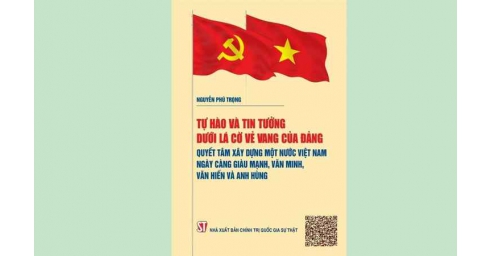 NGUYỄN PHÚ TRỌNG
TỰ HÀO VÀ TIN TƯỞNG
DƯỚI LÁ CỜ VẺ VANG CỦA ĐẢNG
QUYẾT TÂM XÂY DỰNG MỘT NƯỚC VIỆT NAM
NGÀY CÀNG GIÀU MẠNH, VĂN MINH,
VĂN HIẾN VÀ ANH HÙNG
ST
NHÀ XUẤT BẢN CHÍNH TRỊ QUỐC GIA SỰ THẬT